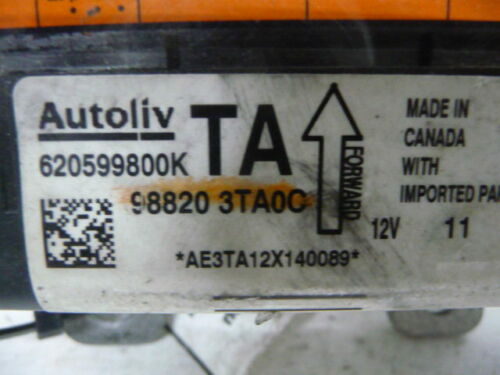 Autoliv
TA
FORWARD
620599800K
98820 3TA0C
*AE3TA12X140089*
MADE IN
CANADA
WITH
IMPORTED PA
12V 11